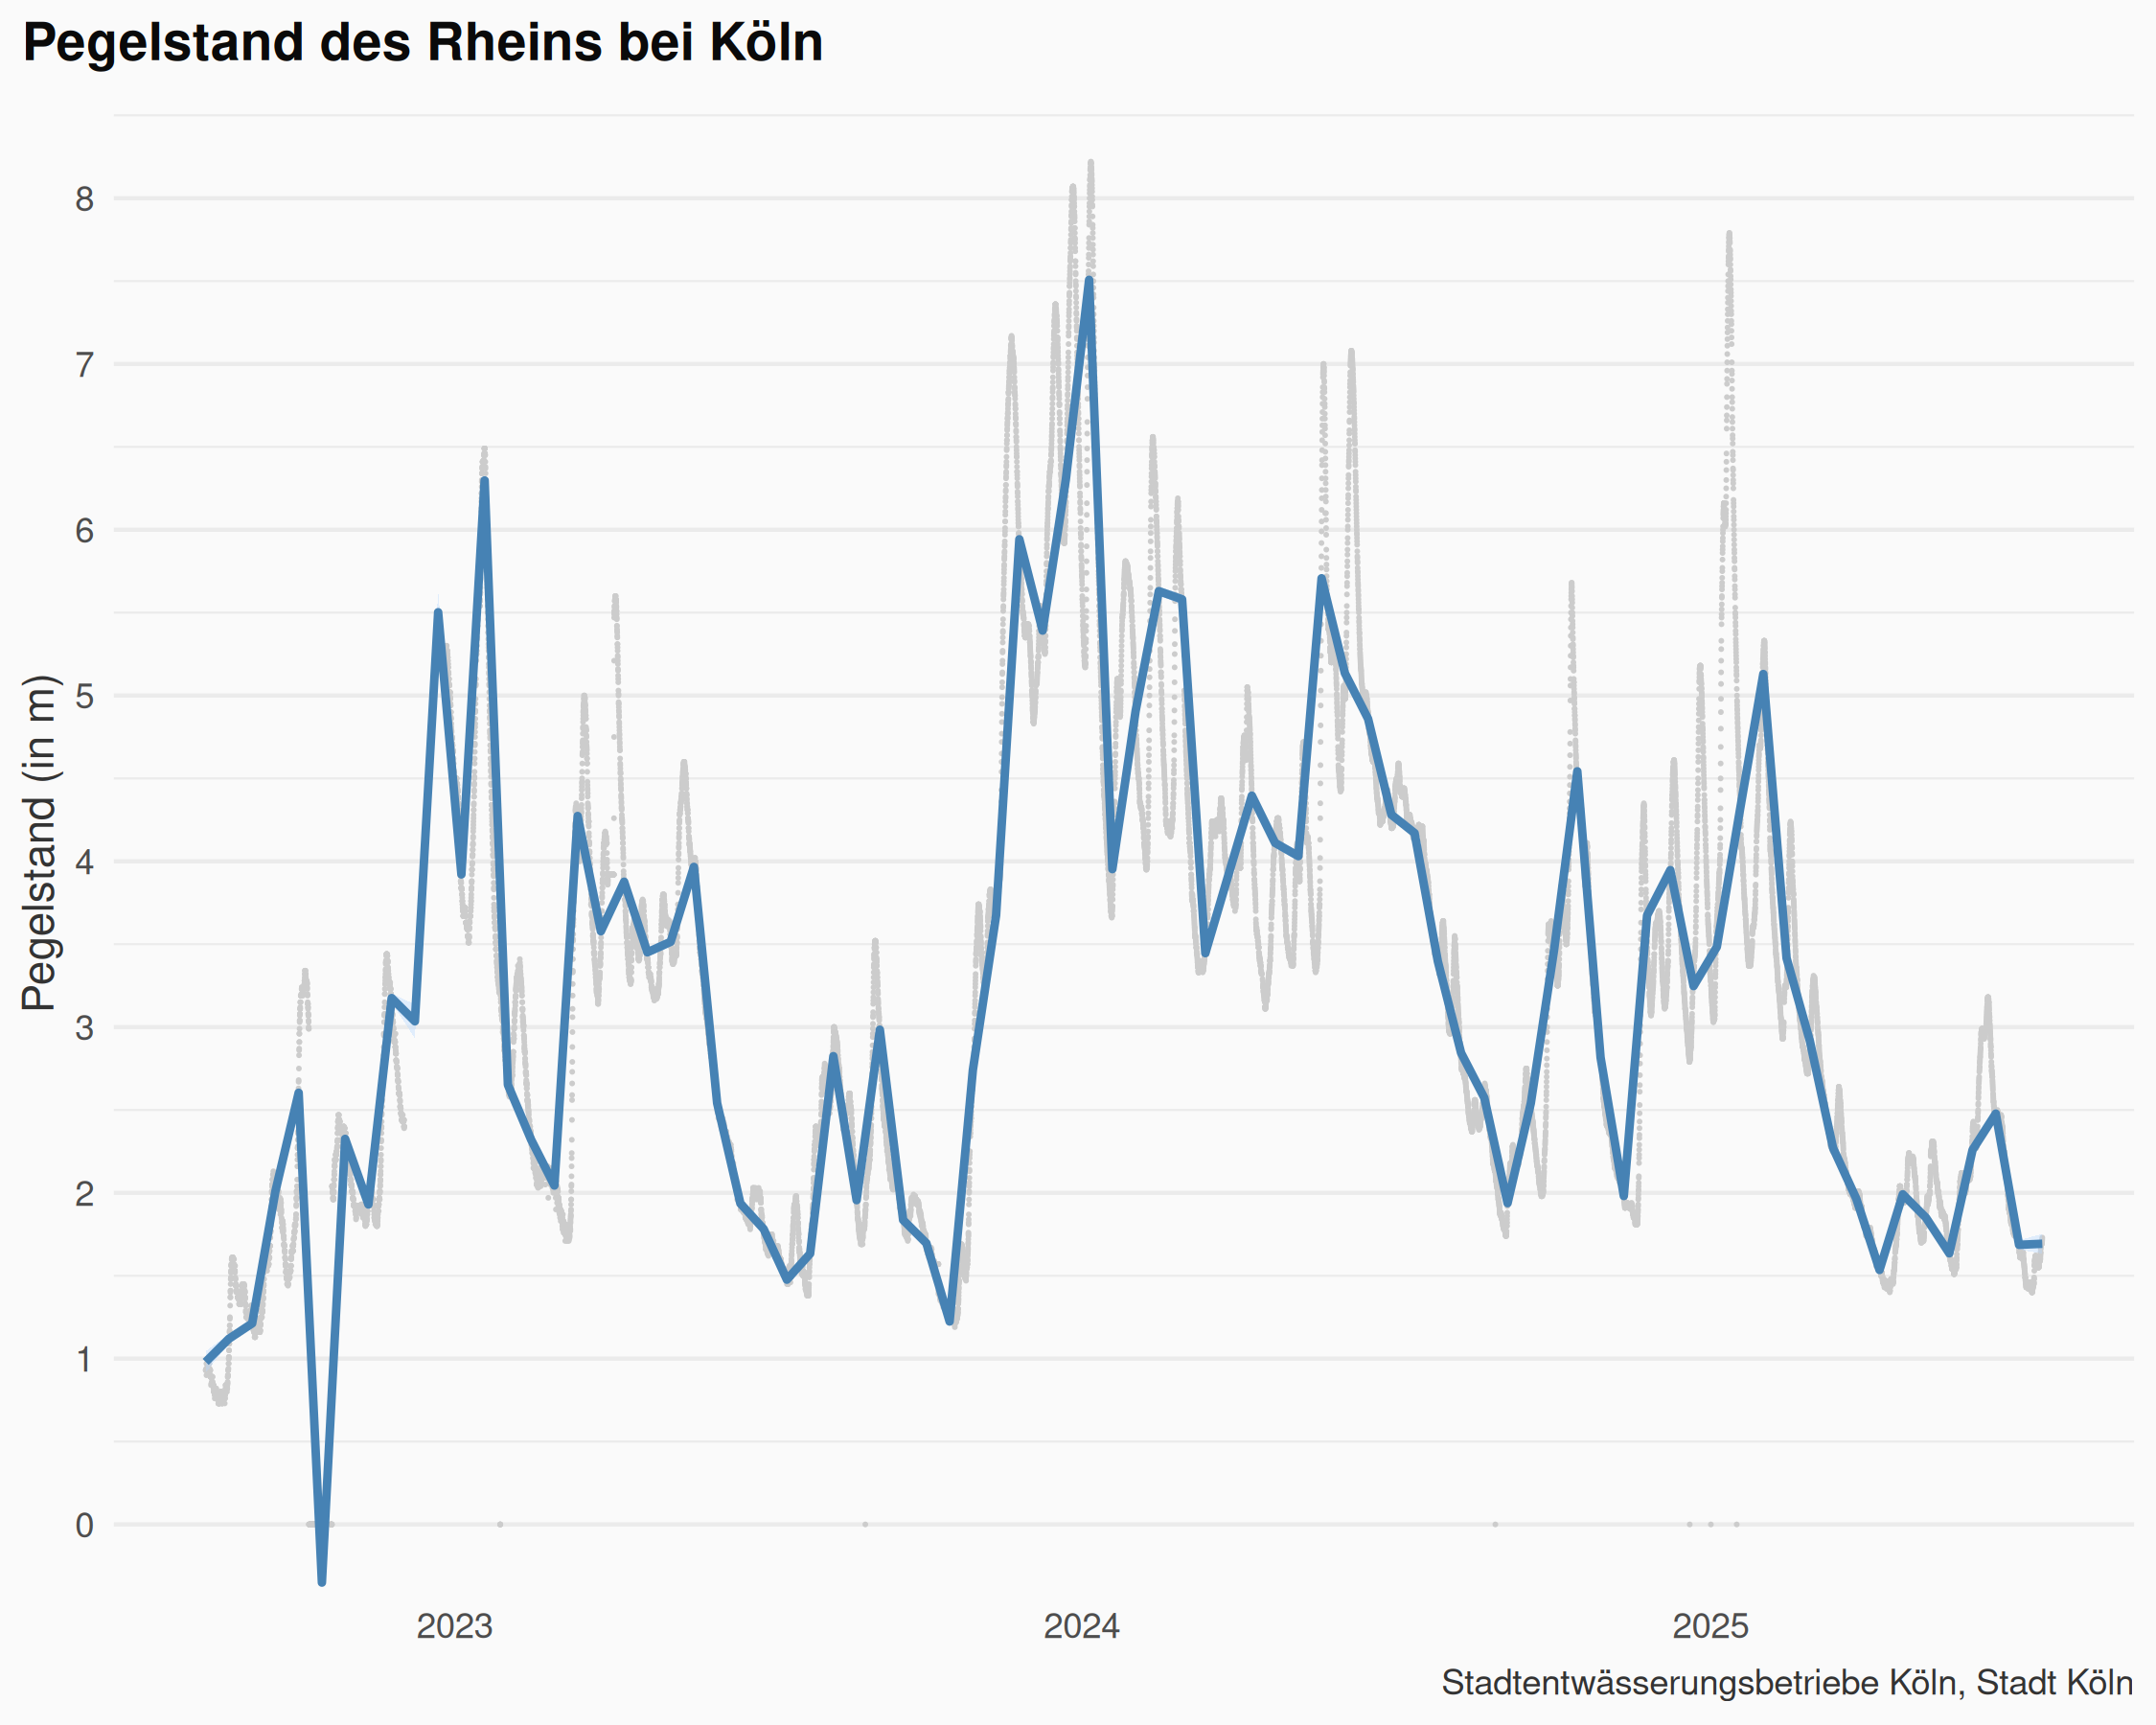 Pegelstand des Rheins bei Köln
Pegelstand (in m)
8
7
6
5
4
3
2
1
0
2023 2024 2025
Stadtentwässerungsbetriebe Köln, Stadt Köln